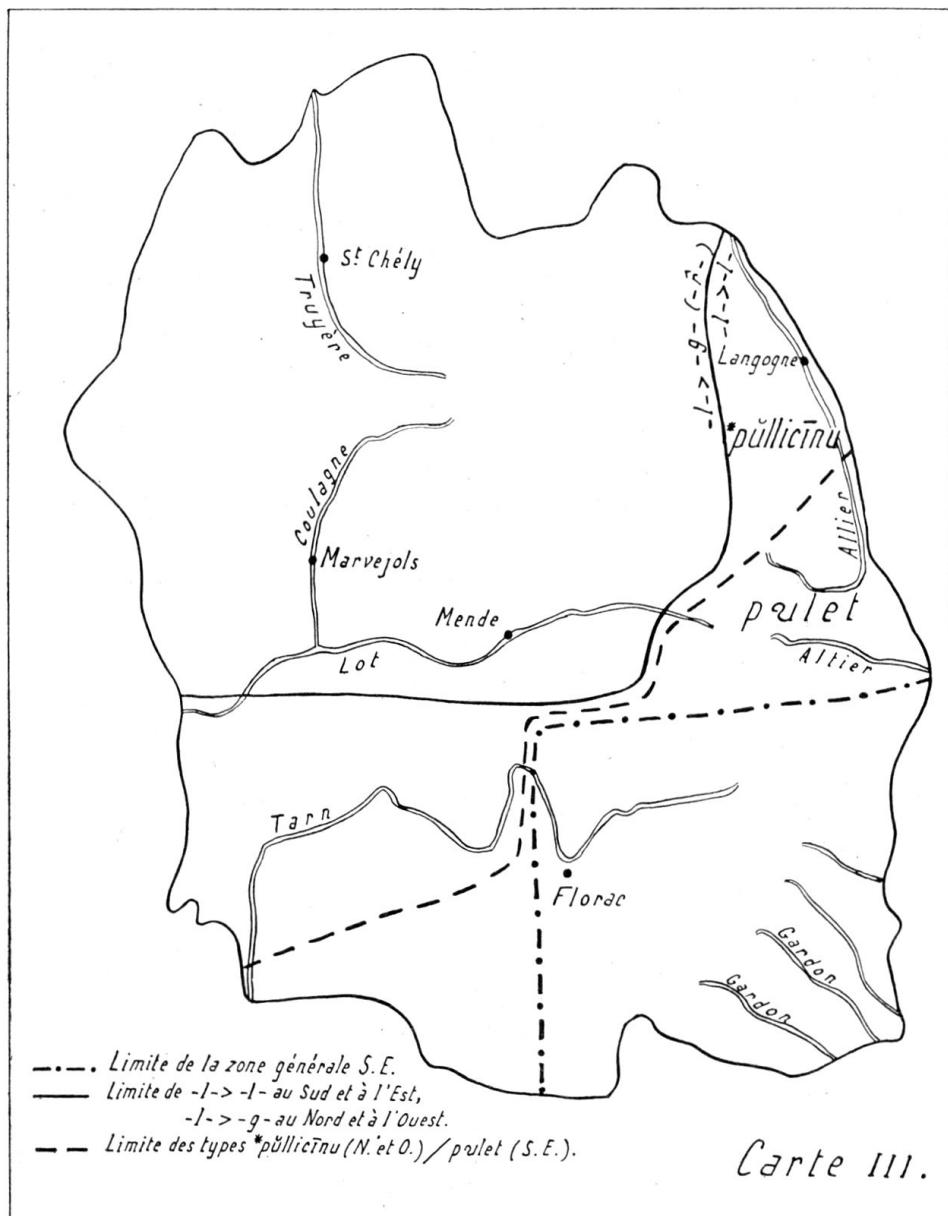 St. Chély
Truyère
-l-> -g- (-r̂-)
-l-> -l-
Langogne
*pŭllicīnu
Coulagne
Allier
Marvejols
pulet
Mende
Altier
Lot
Tarn
Florac
Gardon
Gardon
Limite de la zone générale S.E.
Limite de -l-> -l- au Sud et à l'Est,
-l-> -g- au Nord et à l'Ouest.
Limite des types *pŭllicīnu (N. et O.) / pulet (S.E.).
Carte III.